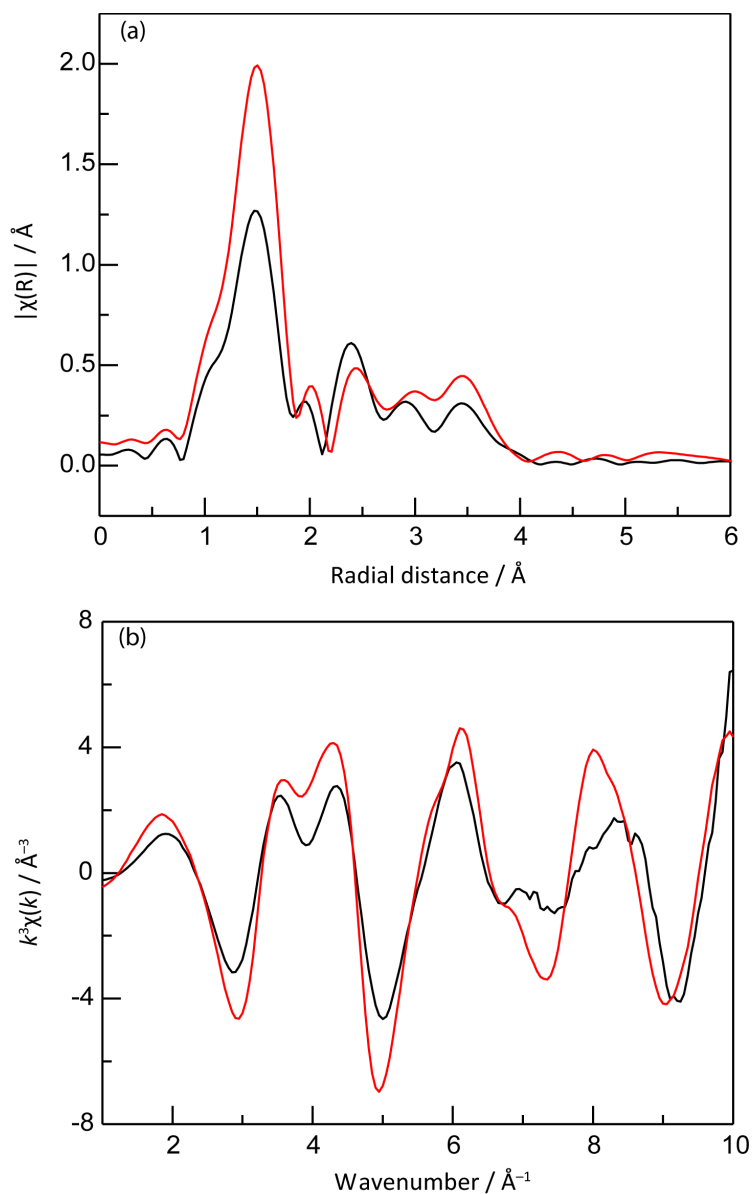 (a)
2.0
1.5
1.0
0.5
0.0
|χ(R)| / Å
0 1 2 3 4 5 6
Radial distance / Å
(b)
8
4
0
-4
-8
k³χ(k) / Å⁻³
2 4 6 8 10
Wavenumber / Å⁻¹